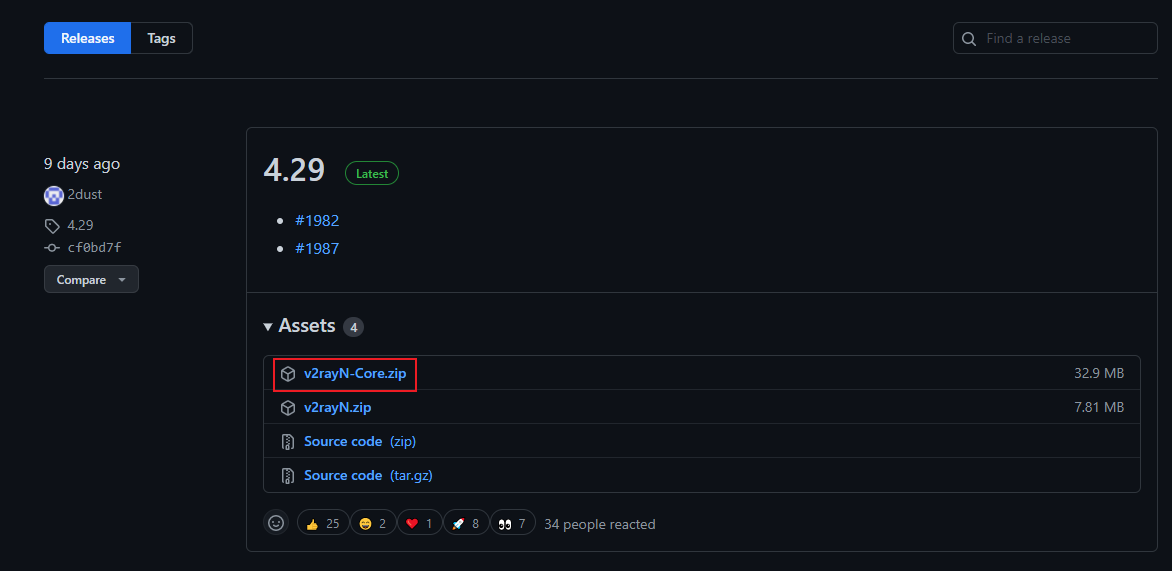 Releases Tags Find a release
9 days ago
2dust
4.29
cf0bd7f
Compare
4.29 Latest
#1982
#1987
Assets 4
v2rayN-Core.zip 32.9 MB
v2rayN.zip 7.81 MB
Source code (zip)
Source code (tar.gz)
25 2 1 8 7 34 people reacted